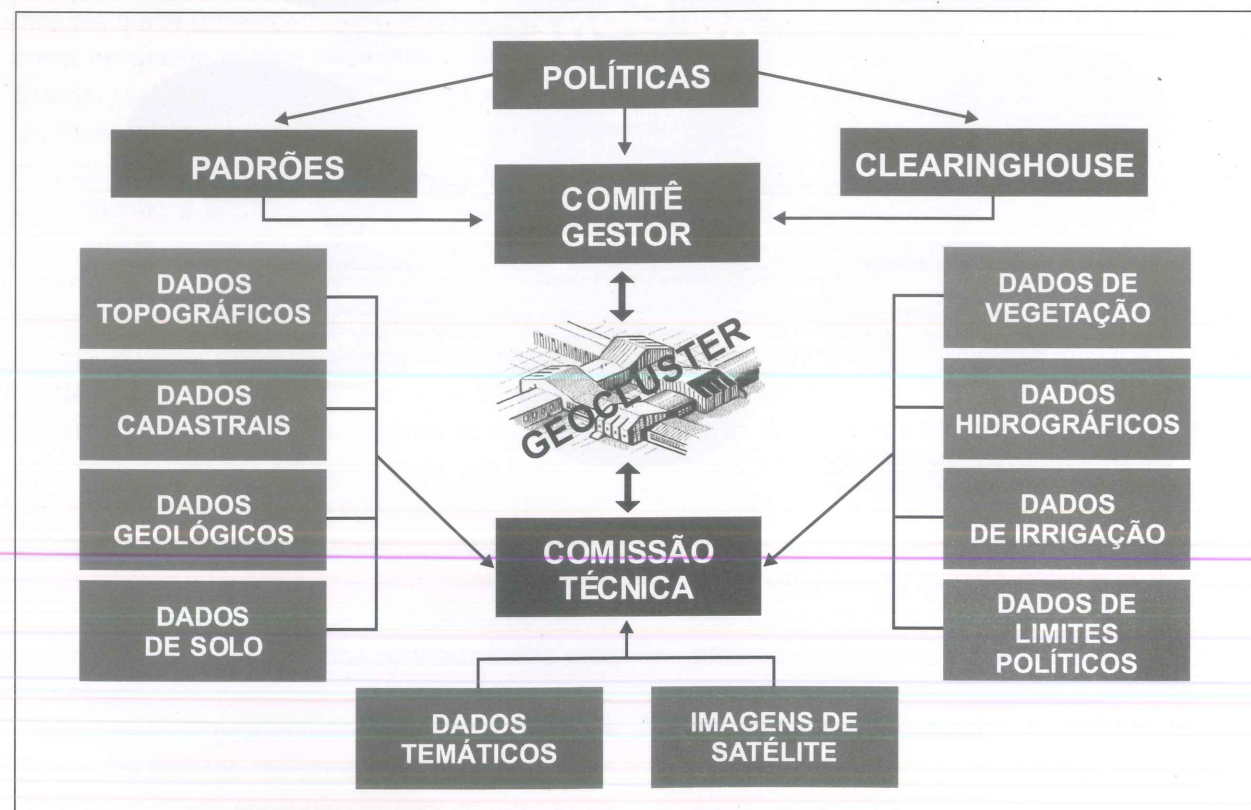 POLÍTICAS
PADRÕES
CLEARINGHOUSE
COMITÊ
GESTOR
DADOS
TOPOGRÁFICOS
DADOS
CADASTRAIS
DADOS
GEOLÓGICOS
DADOS
DE SOLO
GEOCLUSTER
COMISSÃO
TÉCNICA
DADOS DE
VEGETAÇÃO
DADOS
HIDROGRÁFICOS
DADOS
DE IRRIGAÇÃO
DADOS DE
LIMITES
POLÍTICOS
DADOS
TEMÁTICOS
IMAGENS DE
SATÉLITE